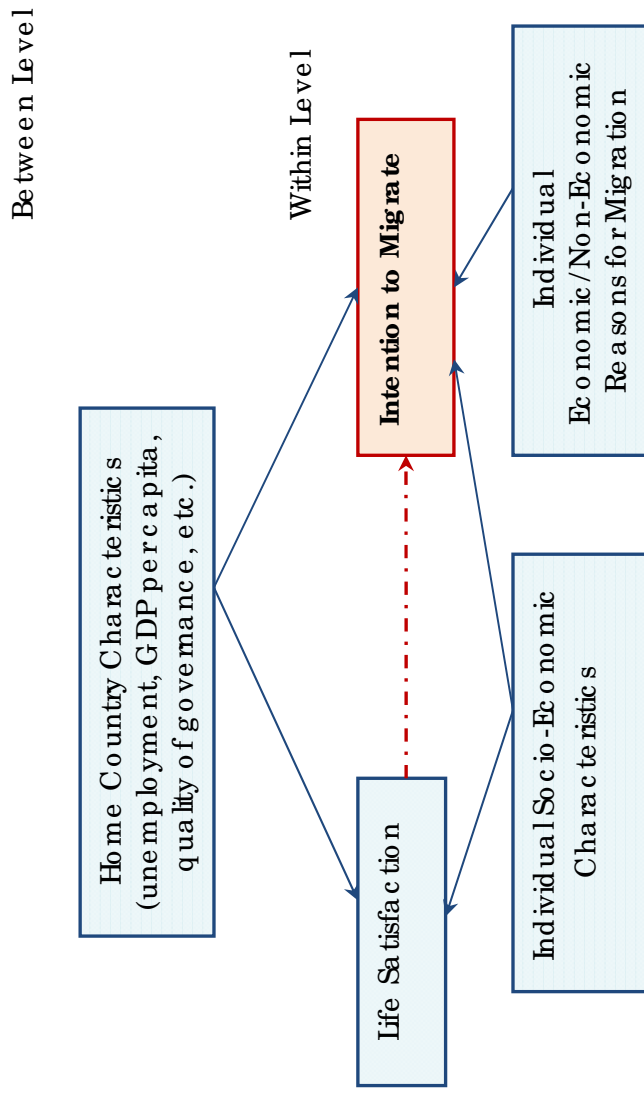 Between Level
Home Country Characteristics
(unemployment, GDP per capita,
quality of governance, etc.)
Within Level
Life Satisfaction
Intention to Migrate
Individual Socio-Economic
Characteristics
Individual
Economic/Non-Economic
Reasons for Migration